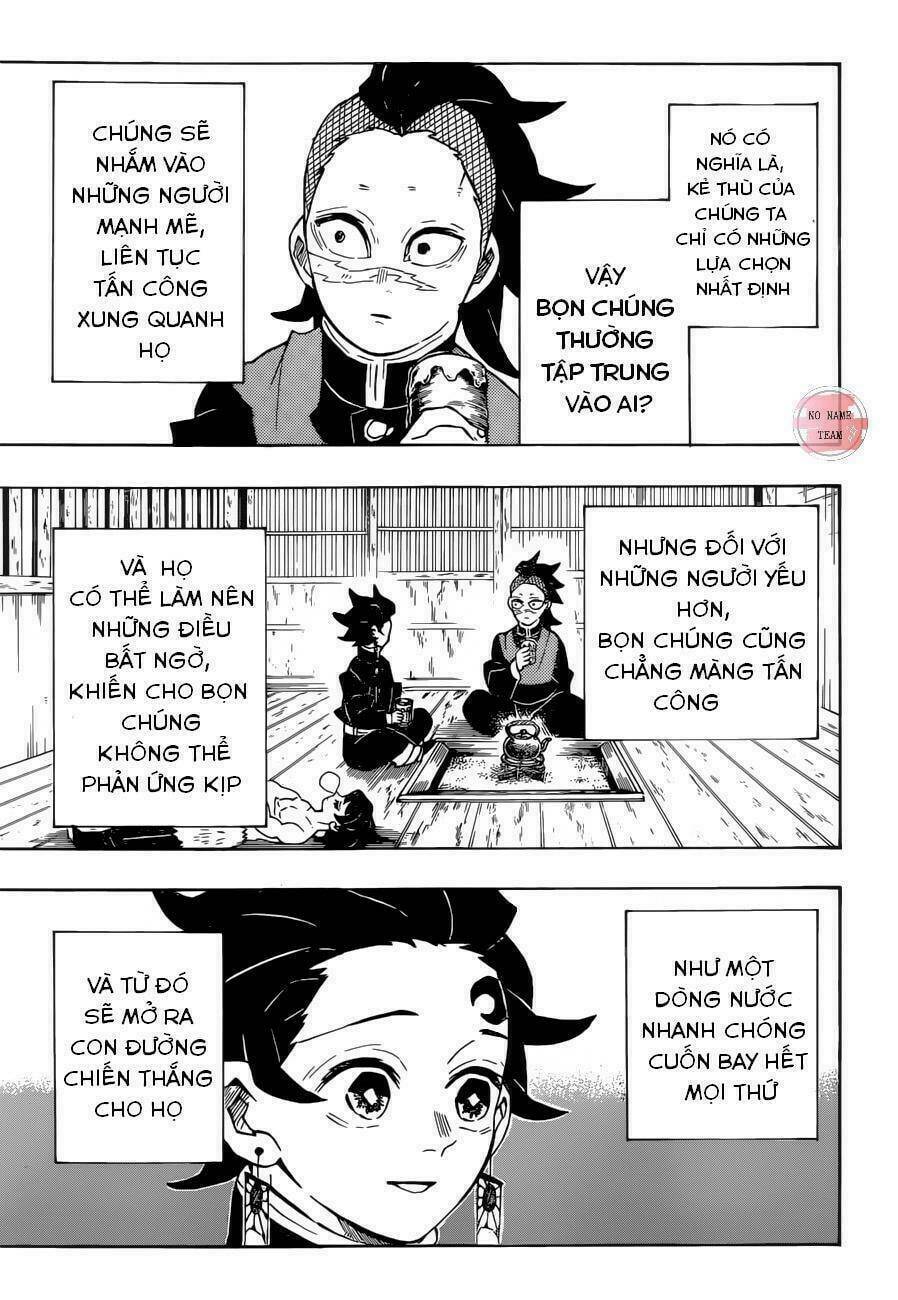 NÓ CÓ
NGHĨA LÀ,
KẺ THÙ CỦA
CHÚNG TA
CHỈ CÓ NHỮNG
LỰA CHỌN
NHẤT ĐỊNH
VẬY
BỌN CHÚNG
THƯỜNG
TẬP TRUNG
VÀO AI?
CHÚNG SẼ
NHẮM VÀO
NHỮNG NGƯỜI
MẠNH MẼ,
LIÊN TỤC
TẤN CÔNG
XUNG QUANH
HỌ
NO NAME
TEAM
NHƯNG ĐỐI VỚI
NHỮNG NGƯỜI YẾU
HƠN,
BỌN CHÚNG CŨNG
CHẲNG MÀNG TẤN
CÔNG
VÀ HỌ
CÓ THỂ LÀM NÊN
NHỮNG ĐIỀU
BẤT NGỜ,
KHIẾN CHO BỌN
CHÚNG
KHÔNG THỂ
PHẢN ỨNG KỊP
NHƯ MỘT
DÒNG NƯỚC
NHANH CHÓNG
CUỐN BAY HẾT
MỌI THỨ
VÀ TỪ ĐÓ
SẼ MỞ RA
CON ĐƯỜNG
CHIẾN THẮNG
CHO HỌ